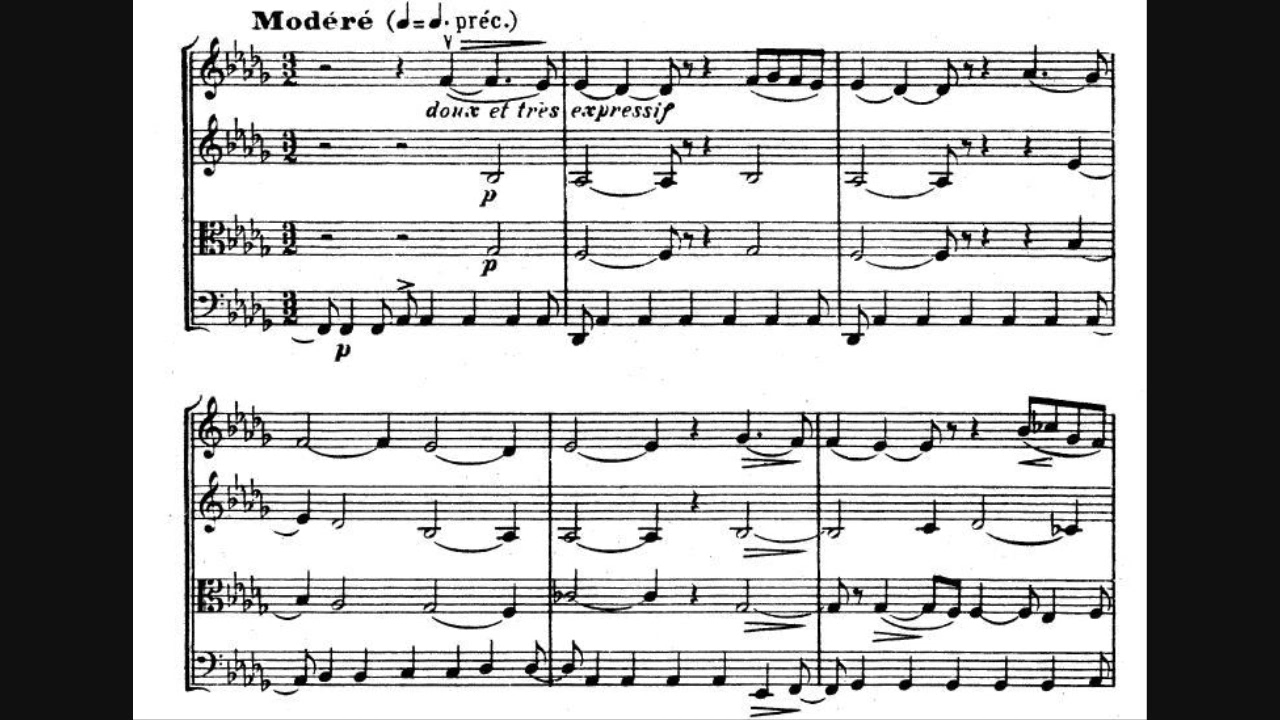 Modéré (♩=♩. préc.)
doux et très expressif
p
p
p